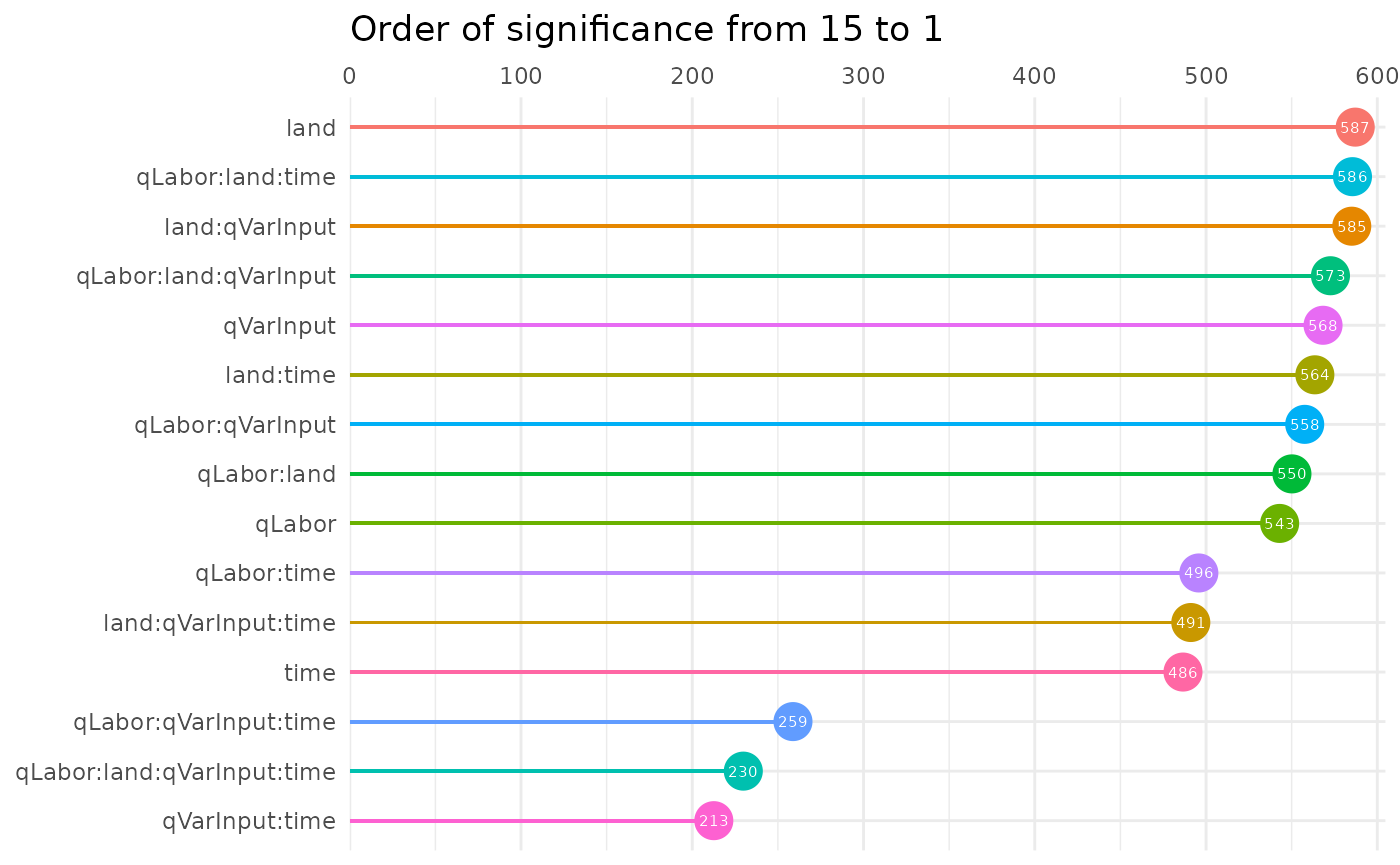 Order of significance from 15 to 1
0 100 200 300 400 500 600
land 587
qLabor:land:time 586
land:qVarInput 585
qLabor:land:qVarInput 573
qVarInput 568
land:time 564
qLabor:qVarInput 558
qLabor:land 550
qLabor 543
qLabor:time 496
land:qVarInput:time 491
time 486
qLabor:qVarInput:time 259
qLabor:land:qVarInput:time 230
qVarInput:time 213